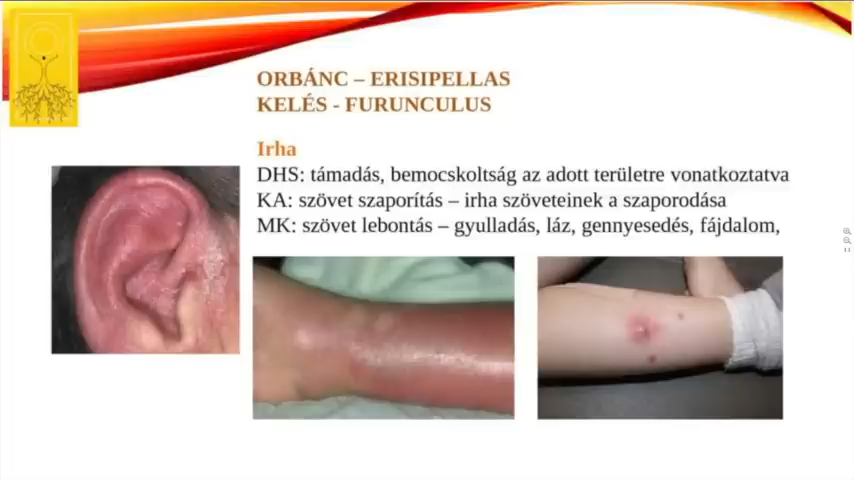 ORBÁNC – ERISIPELLAS
KELÉS - FURUNCULUS
Irha
DHS: támadás, bemocskoltság az adott területre vonatkoztatva
KA: szövet szaporítás – irha szöveteinek a szaporodása
MK: szövet lebontás – gyulladás, láz, gennyesedés, fájdalom,